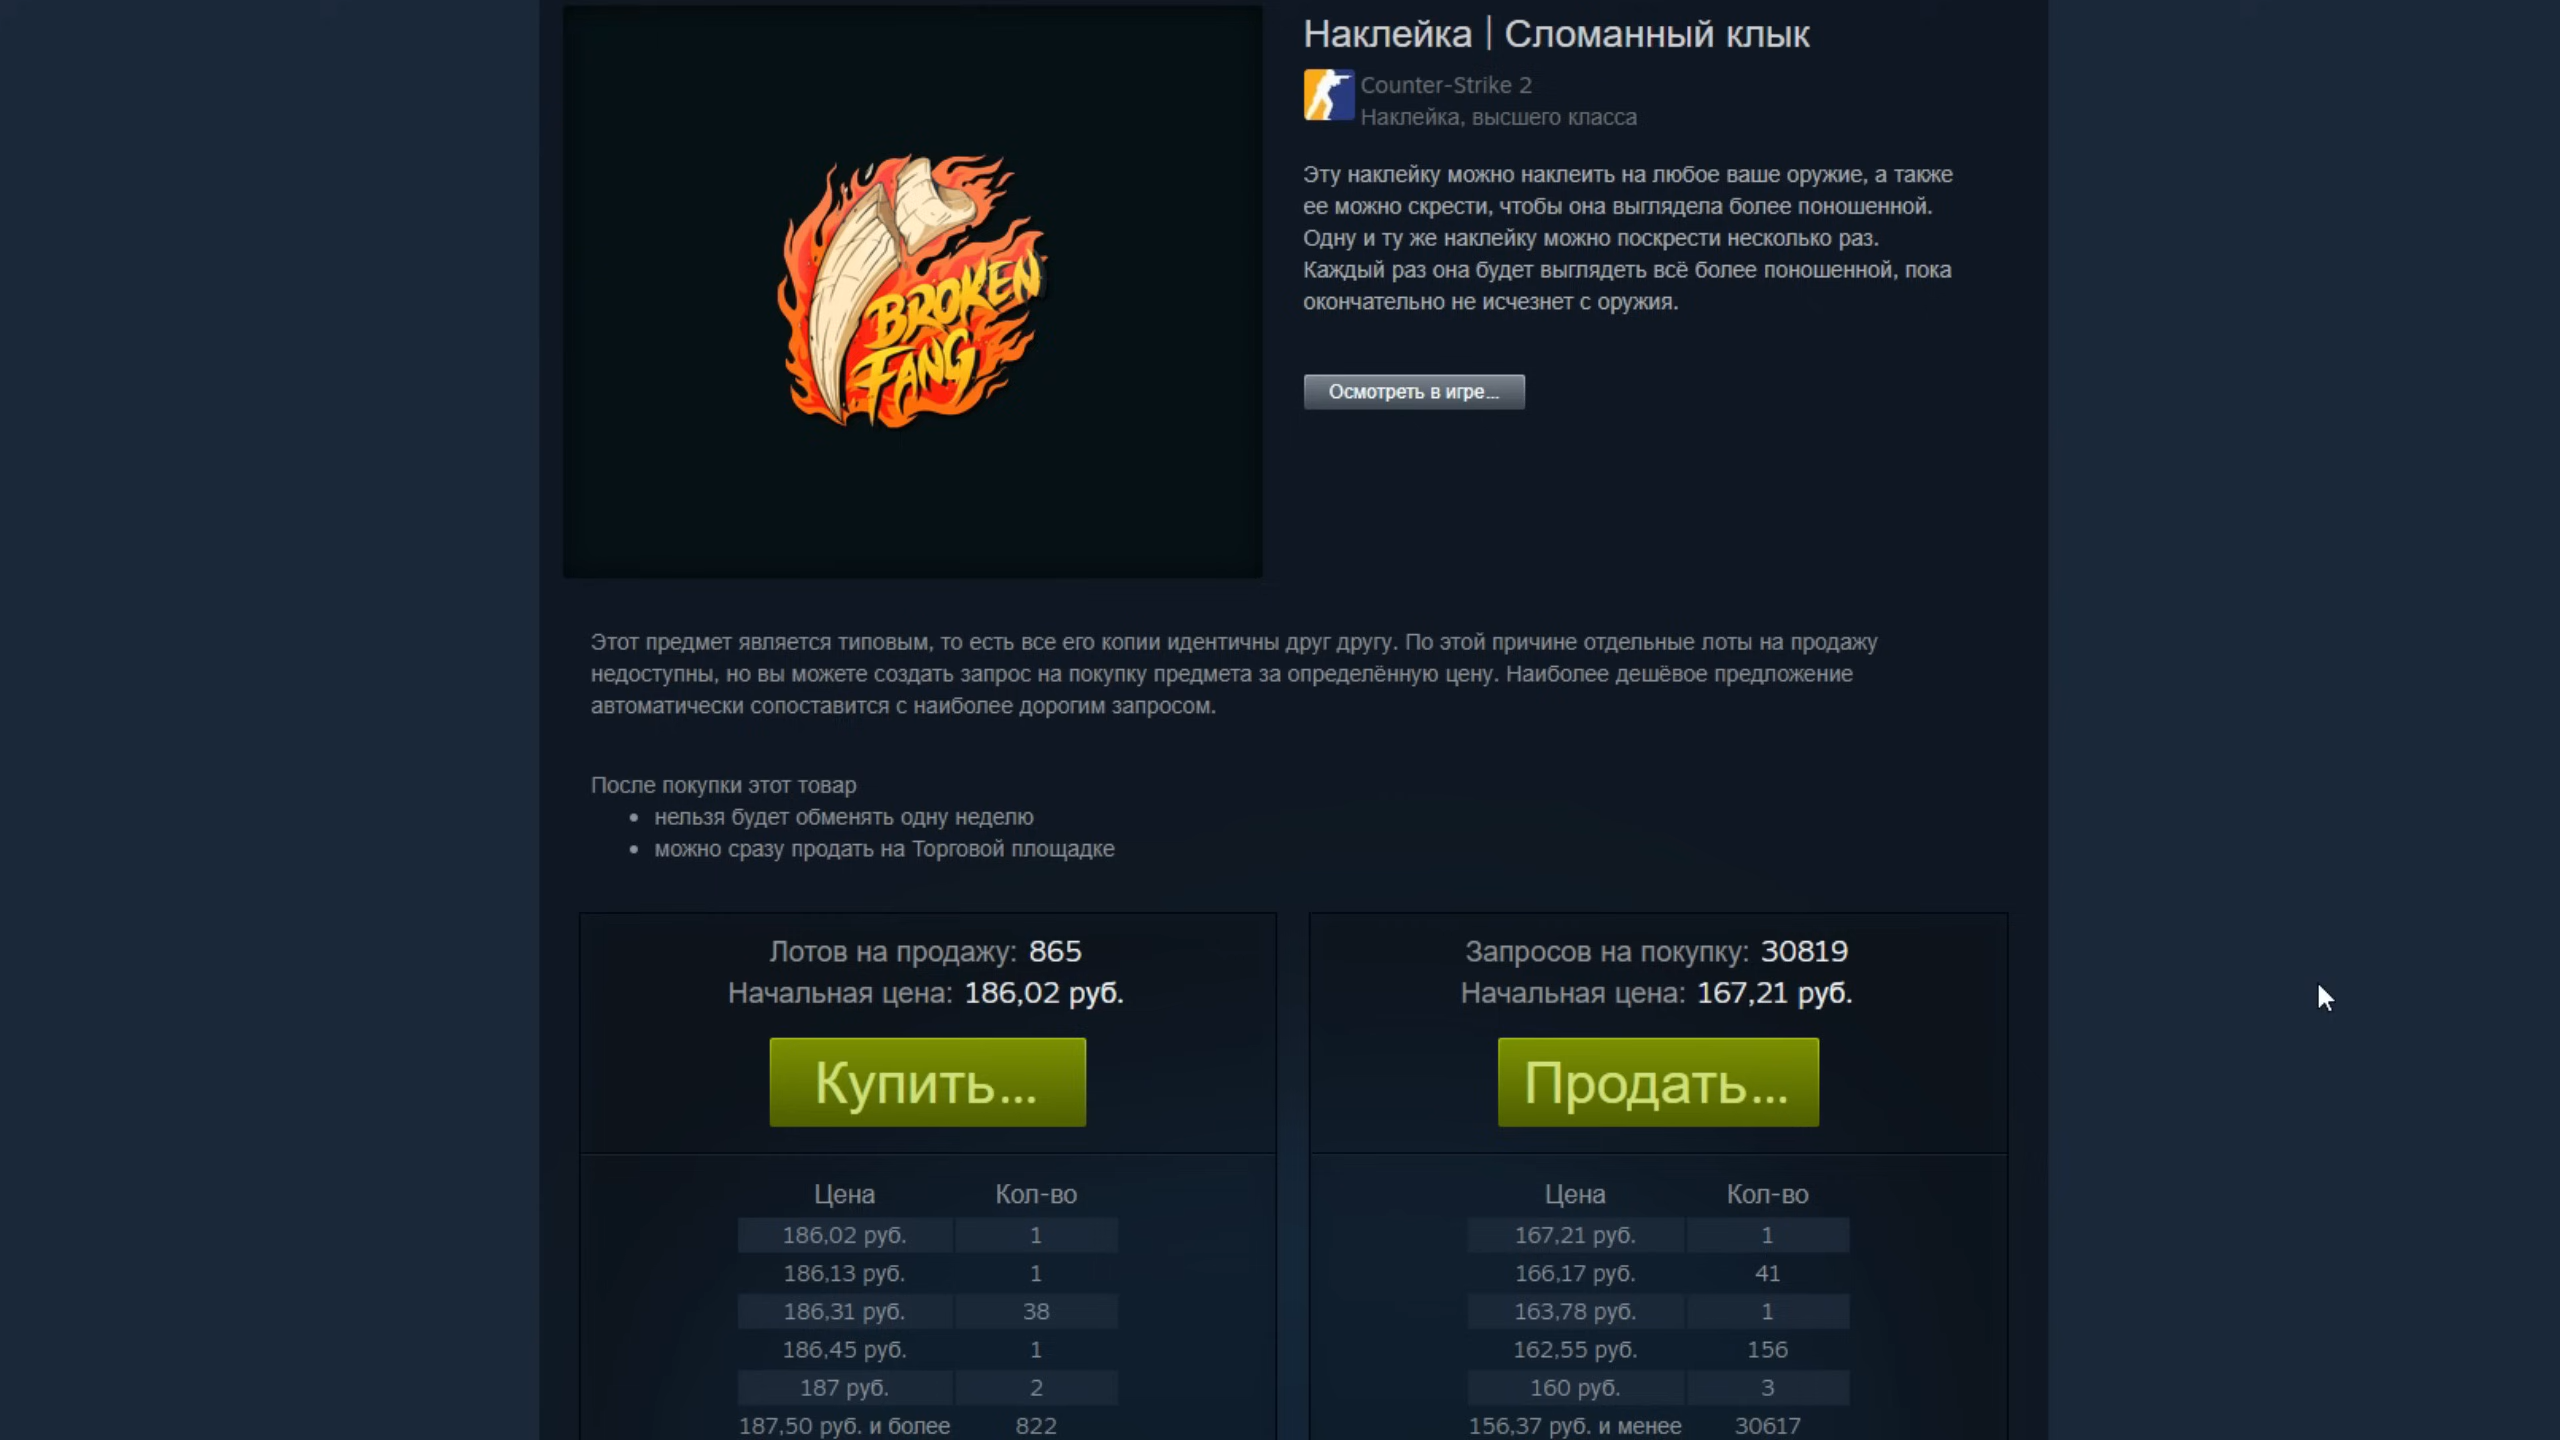 Наклейка | Сломанный клык
Counter-Strike 2
Наклейка, высшего класса
Эту наклейку можно наклеить на любое ваше оружие, а также
ее можно скрести, чтобы она выглядела более поношенной.
Одну и ту же наклейку можно поскрести несколько раз.
Каждый раз она будет выглядеть всё более поношенной, пока
окончательно не исчезнет с оружия.
Осмотреть в игре...
BROKEN
FANG
Этот предмет является типовым, то есть все его копии идентичны друг другу. По этой причине отдельные лоты на продажу
недоступны, но вы можете создать запрос на покупку предмета за определённую цену. Наиболее дешёвое предложение
автоматически сопоставится с наиболее дорогим запросом.
После покупки этот товар
• нельзя будет обменять одну неделю
• можно сразу продать на Торговой площадке
Лотов на продажу: 865
Начальная цена: 186,02 руб.
Купить...
Цена Кол-во
186,02 руб. 1
186,13 руб. 1
186,31 руб. 38
186,45 руб. 1
187 руб. 2
187,50 руб. и более 822
Запросов на покупку: 30819
Начальная цена: 167,21 руб.
Продать...
Цена Кол-во
167,21 руб. 1
166,17 руб. 41
163,78 руб. 1
162,55 руб. 156
160 руб. 3
156,37 руб. и менее 30617